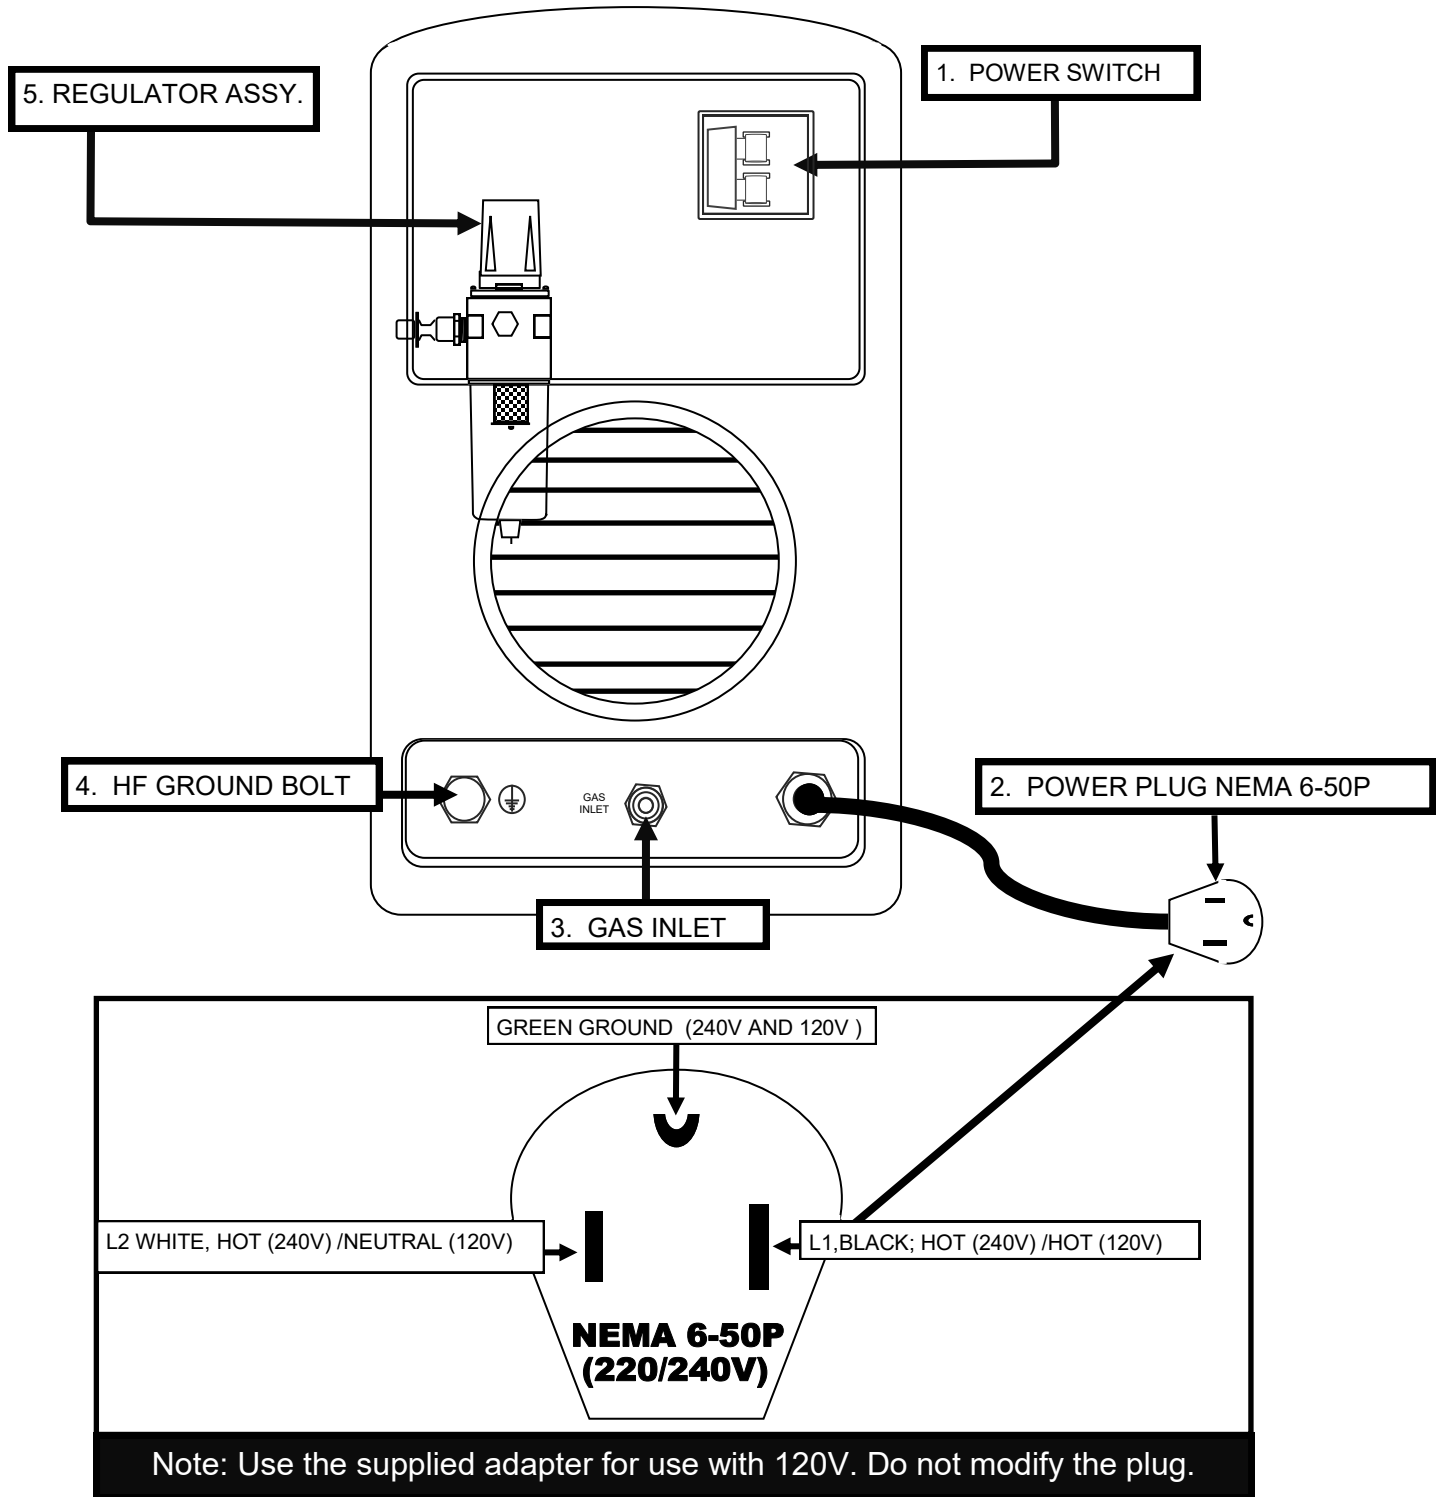 5. REGULATOR ASSY.
1.  POWER SWITCH
4.  HF GROUND BOLT
GAS
INLET
2.  POWER PLUG NEMA 6-50P
3.  GAS INLET
GREEN GROUND  (240V AND 120V )
L2 WHITE, HOT (240V) /NEUTRAL (120V)
L1,BLACK; HOT (240V) /HOT (120V)
NEMA 6-50P
(220/240V)
Note: Use the supplied adapter for use with 120V. Do not modify the plug.